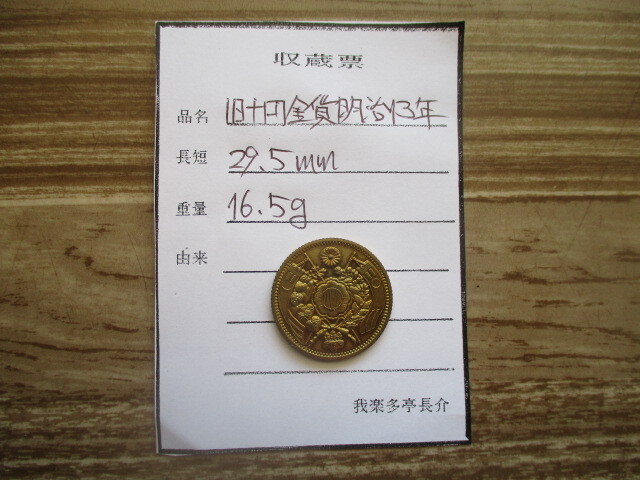 収蔵票
品名 旧十円金貨明治13年
長短 29.5mm
重量 16.5g
由来
我楽多亭長介